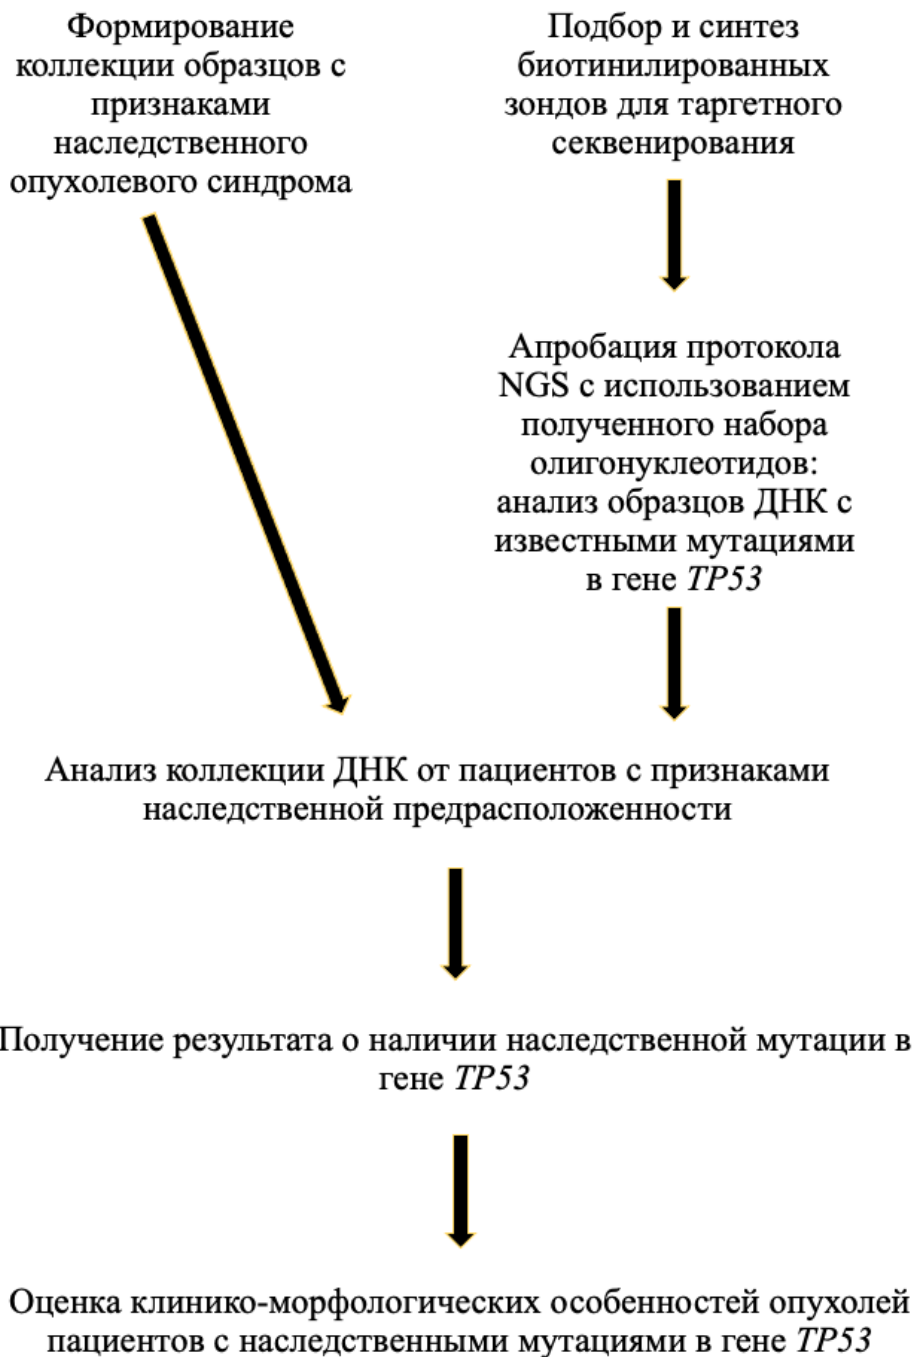 Формирование
коллекции образцов с
признаками
наследственного
опухолевого синдрома
Подбор и синтез
биотинилированных
зондов для таргетного
секвенирования
Апробация протокола
NGS с использованием
полученного набора
олигонуклеотидов:
анализ образцов ДНК с
известными мутациями
в гене TP53
Анализ коллекции ДНК от пациентов с признаками
наследственной предрасположенности
Получение результата о наличии наследственной мутации в
гене TP53
Оценка клинико-морфологических особенностей опухолей
пациентов с наследственными мутациями в гене TP53